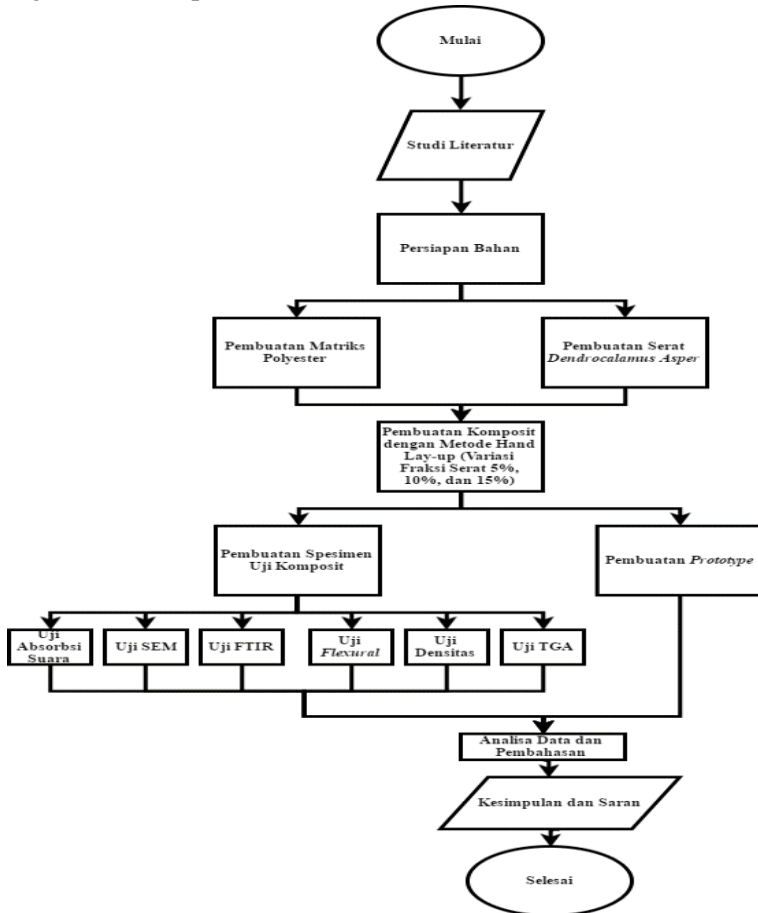 Mulai
Studi Literatur
Persiapan Bahan
Pembuatan Matriks
Polyester
Pembuatan Serat
Dendrocalamus Asper
Pembuatan Komposit
dengan Metode Hand
Lay-up (Variasi
Fraksi Serat 5%,
10%, dan 15%)
Pembuatan Spesimen
Uji Komposit
Pembuatan Prototype
Uji
Absorbsi
Suara
Uji SEM
Uji FTIR
Uji
Flexural
Uji
Densitas
Uji TGA
Analisa Data dan
Pembahasan
Kesimpulan dan Saran
Selesai